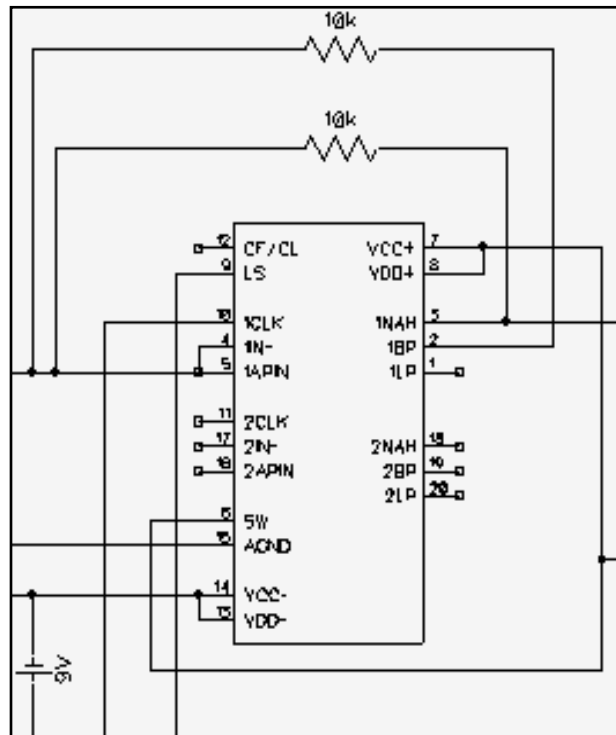 10k
10k
12 CF/CL VCC+ 7
9 LS VDD+ 8
10 1CLK 1NAH 3
4 1IN- 1BP 2
5 1APIN 1LP 1
11 2CLK
17 2IN- 2NAH 18
16 2APIN 2BP 19
2LP 20
6 SW
15 AGND
14 VCC-
13 VDD-
9V